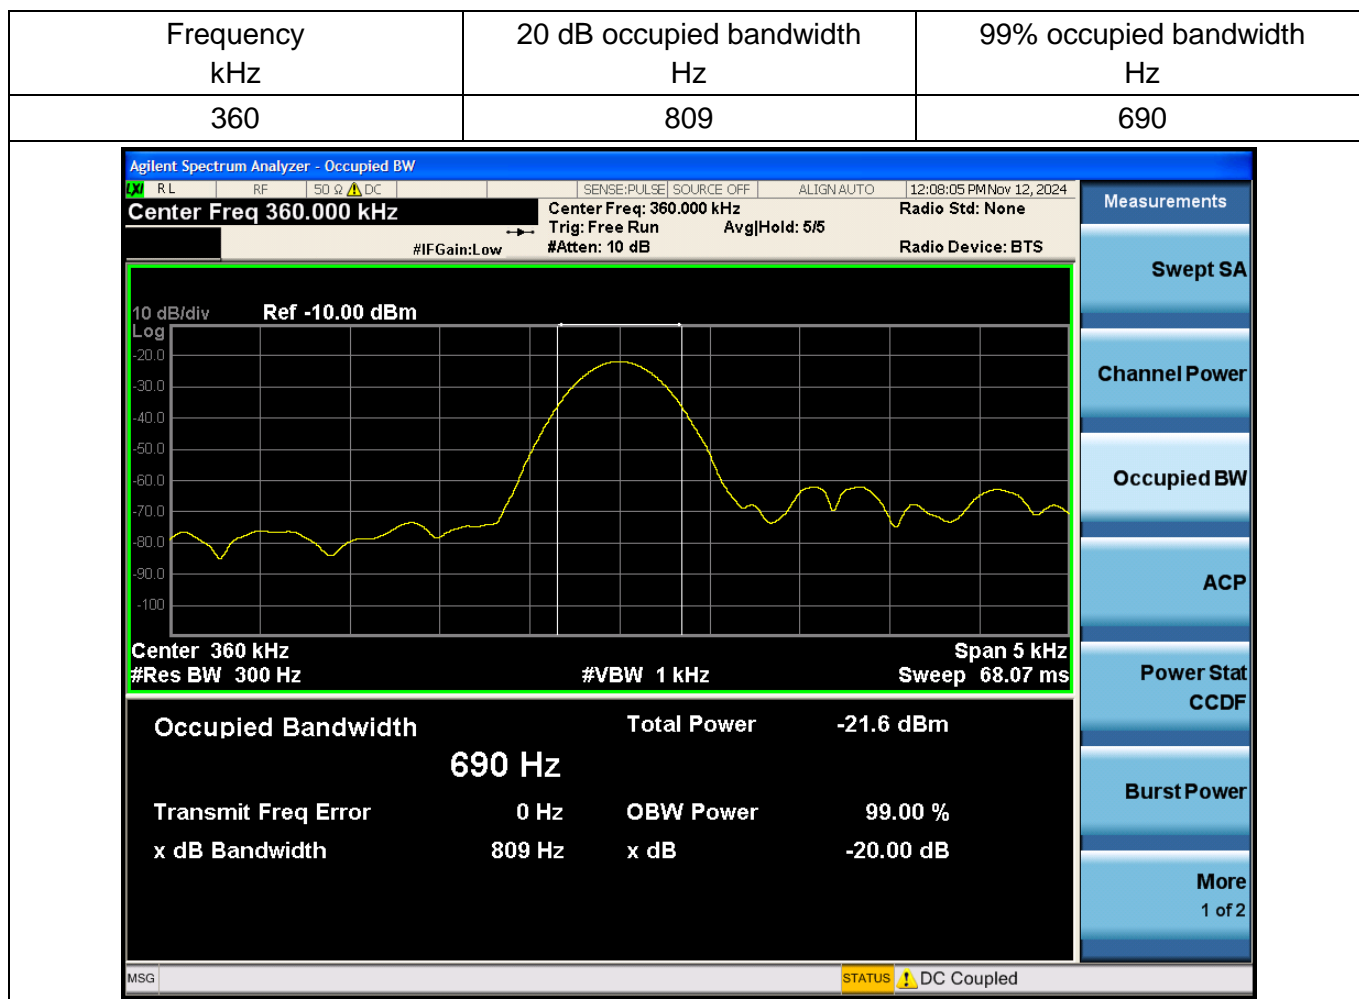 Frequency
kHz
20 dB occupied bandwidth
Hz
99% occupied bandwidth
Hz
360
809
690
Agilent Spectrum Analyzer - Occupied BW
LXI RL RF 50 Ω DC SENSE:PULSE SOURCE OFF ALIGN AUTO 12:08:05 PM Nov 12, 2024
Center Freq 360.000 kHz
Center Freq: 360.000 kHz
Radio Std: None
Trig: Free Run Avg|Hold: 5/5
#IFGain:Low #Atten: 10 dB Radio Device: BTS
10 dB/div Ref -10.00 dBm
Log
-20.0
-30.0
-40.0
-50.0
-60.0
-70.0
-80.0
-90.0
-100
Center 360 kHz Span 5 kHz
#Res BW 300 Hz #VBW 1 kHz Sweep 68.07 ms
Occupied Bandwidth Total Power -21.6 dBm
690 Hz
Transmit Freq Error 0 Hz OBW Power 99.00 %
x dB Bandwidth 809 Hz x dB -20.00 dB
Measurements
Swept SA
Channel Power
Occupied BW
ACP
Power Stat
CCDF
Burst Power
More
1 of 2
MSG STATUS DC Coupled